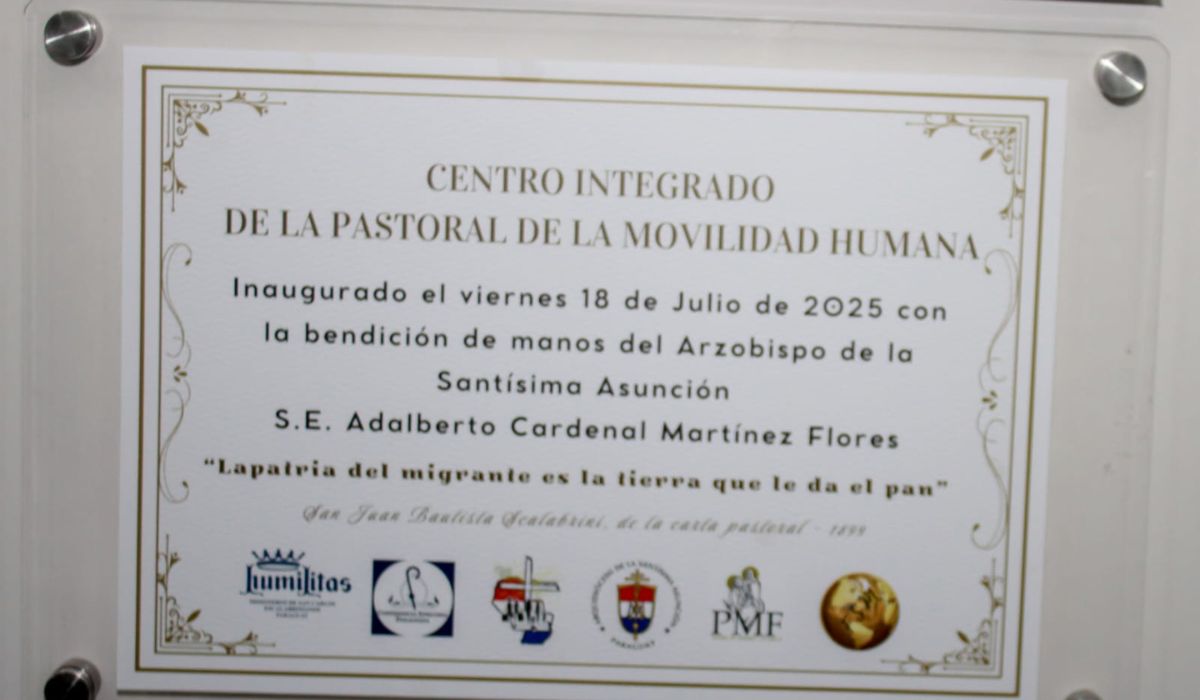 CENTRO INTEGRADO
DE LA PASTORAL DE LA MOVILIDAD HUMANA
Inaugurado el viernes 18 de Julio de 2025 con
la bendición de manos del Arzobispo de la
Santísima Asunción
S.E. Adalberto Cardenal Martínez Flores
“Lapatria del migrante es la tierra que le da el pan”
San Juan Bautista Scalabrini, de la carta pastoral - 1899
humilitas
PMF
PARAGUAY